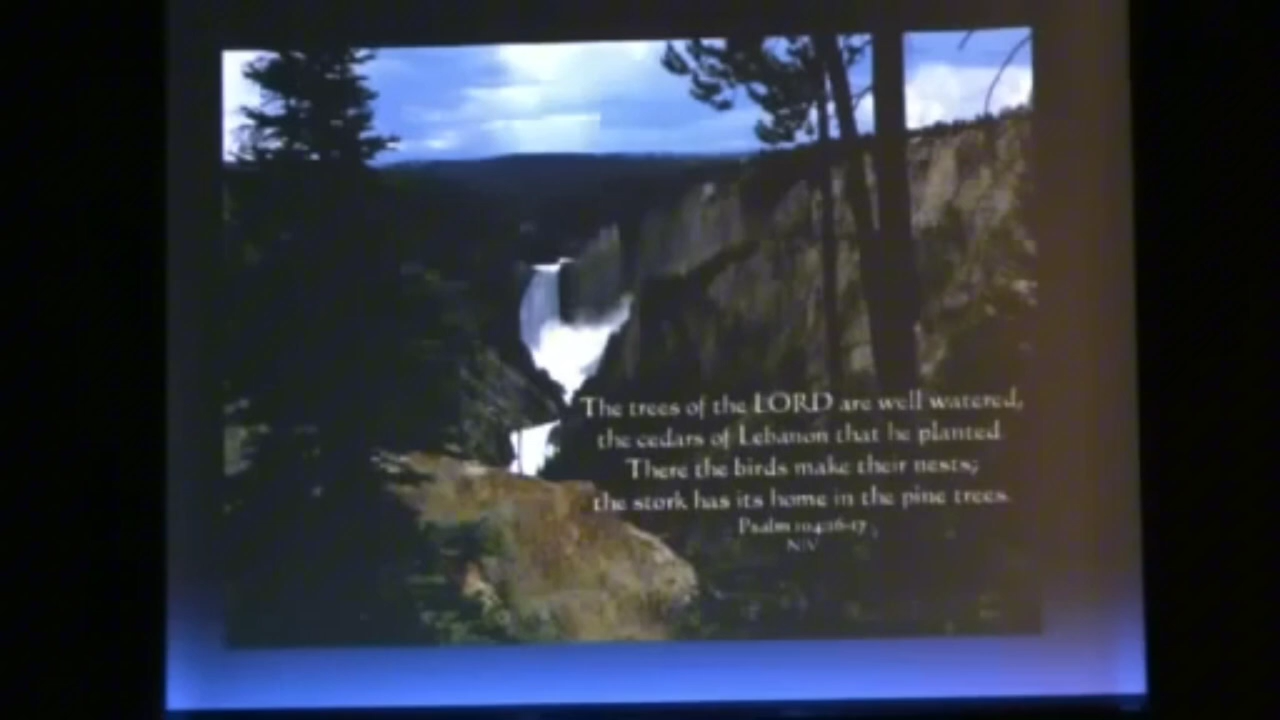 The trees of the LORD are well watered,
the cedars of Lebanon that he planted.
There the birds make their nests;
the stork has its home in the pine trees.
Psalm 104:16-17
NIV